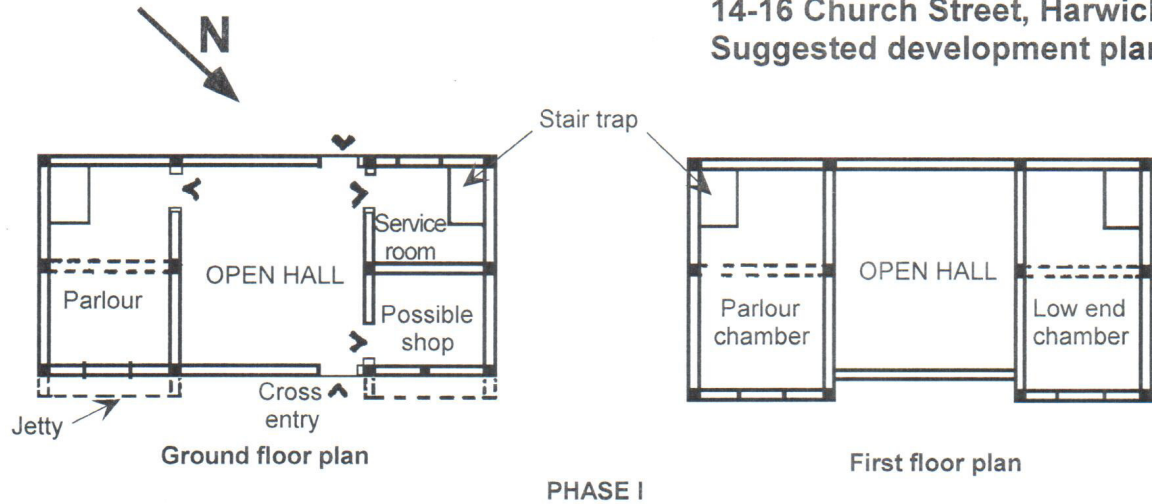 14-16 Church Street, Harwich
Suggested development plan
N
Stair trap
Service
room
OPEN HALL
Parlour
Possible
shop
Cross
entry
Jetty
Ground floor plan
OPEN HALL
Parlour
chamber
Low end
chamber
First floor plan
PHASE I